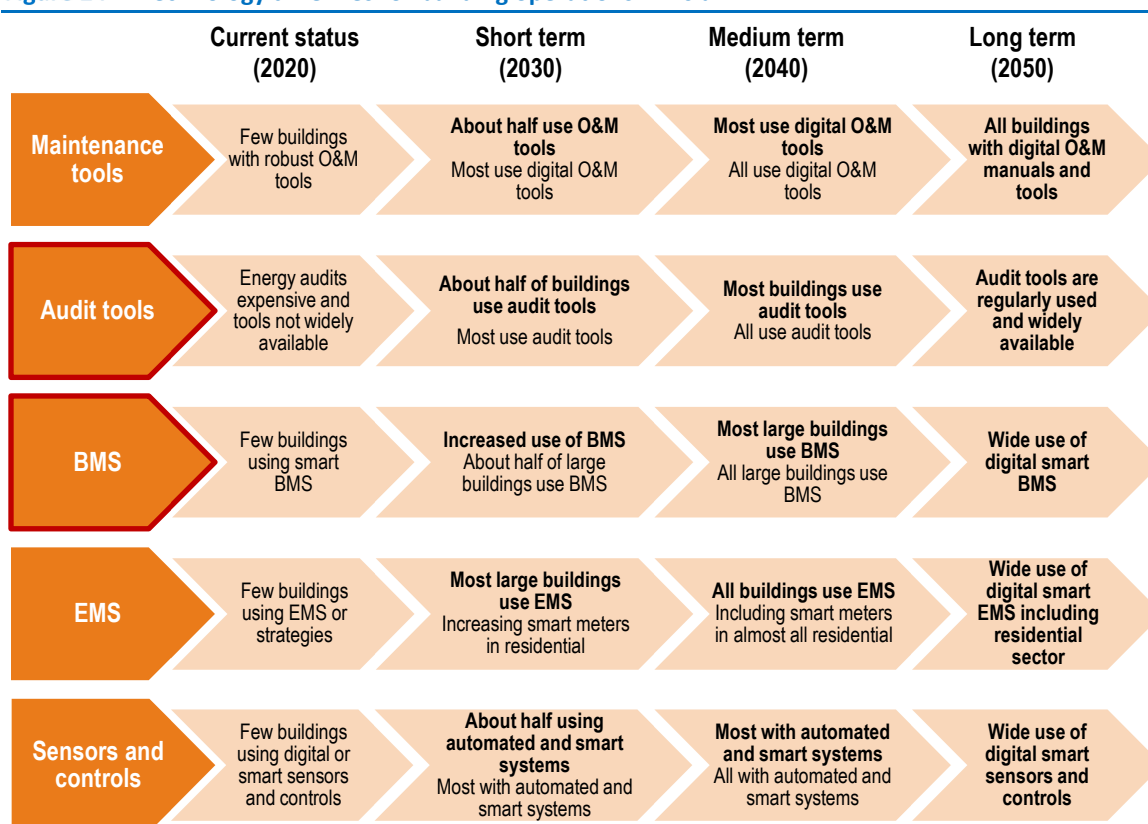 Current status
(2020)
Short term
(2030)
Medium term
(2040)
Long term
(2050)
Maintenance
tools
Few buildings
with robust O&M
tools
About half use O&M
tools
Most use digital O&M
tools
Most use digital O&M
tools
All use digital O&M
tools
All buildings
with digital O&M
manuals and
tools
Audit tools
Energy audits
expensive and
tools not widely
available
About half of buildings
use audit tools
Most use audit tools
Most buildings use
audit tools
All use audit tools
Audit tools are
regularly used
and widely
available
BMS
Few buildings
using smart
BMS
Increased use of BMS
About half of large
buildings use BMS
Most large buildings
use BMS
All large buildings use
BMS
Wide use of
digital smart
BMS
EMS
Few buildings
using EMS or
strategies
Most large buildings
use EMS
Increasing smart meters
in residential
All buildings use EMS
Including smart meters
in almost all residential
Wide use of
digital smart
EMS including
residential
sector
Sensors and
controls
Few buildings
using digital or
smart sensors
and controls
About half using
automated and smart
systems
Most with automated and
smart systems
Most with automated
and smart systems
All with automated and
smart systems
Wide use of
digital smart
sensors and
controls